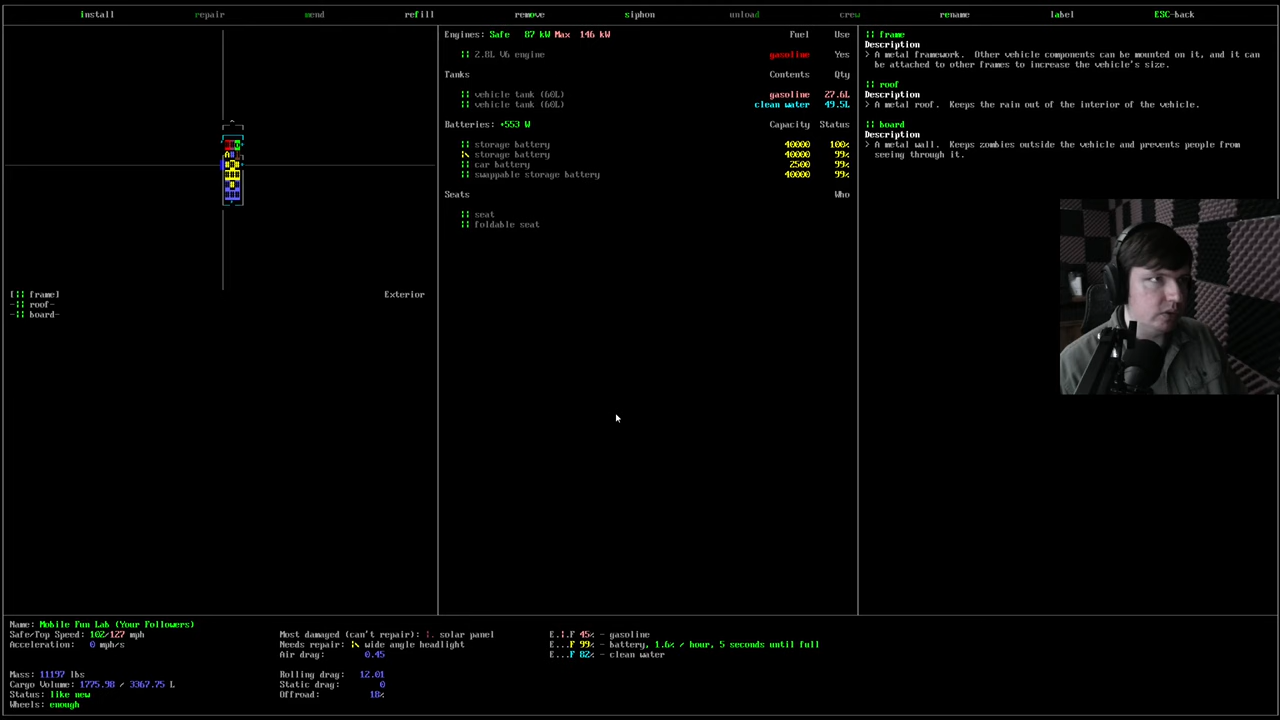 install repair mend refill remove siphon unload crew rename label ESC-back
Engines: Safe 87 kW Max 146 kW Fuel Use
2.8L V6 engine gasoline Yes
Tanks Contents Qty
vehicle tank (60L) gasoline 27.6L
vehicle tank (60L) clean water 49.5L
Batteries: +553 W Capacity Status
storage battery 40000 100%
storage battery 40000 99%
car battery 2500 99%
swappable storage battery 40000 99%
Seats Who
seat
foldable seat
frame
Description
> A metal framework. Other vehicle components can be mounted on it, and it can
be attached to other frames to increase the vehicle's size.
roof
Description
> A metal roof. Keeps the rain out of the interior of the vehicle.
board
Description
> A metal wall. Keeps zombies outside the vehicle and prevents people from
seeing through it.
[:: frame] Exterior
-:: roof-
-:: board-
Name: Mobile Fun Lab (Your Followers)
Safe/Top Speed: 102/127 mph
Acceleration: 0 mph/s
Mass: 11197 lbs
Cargo Volume: 1775.98 / 3367.75 L
Status: like new
Wheels: enough
Most damaged (can't repair): :. solar panel
Needs repair: |\ wide angle headlight
Air drag: 0.45
Rolling drag: 12.01
Static drag: 0
Offroad: 18%
E.|.F 45% - gasoline
E...F 99% - battery, 1.6% / hour, 5 seconds until full
E...F 82% - clean water